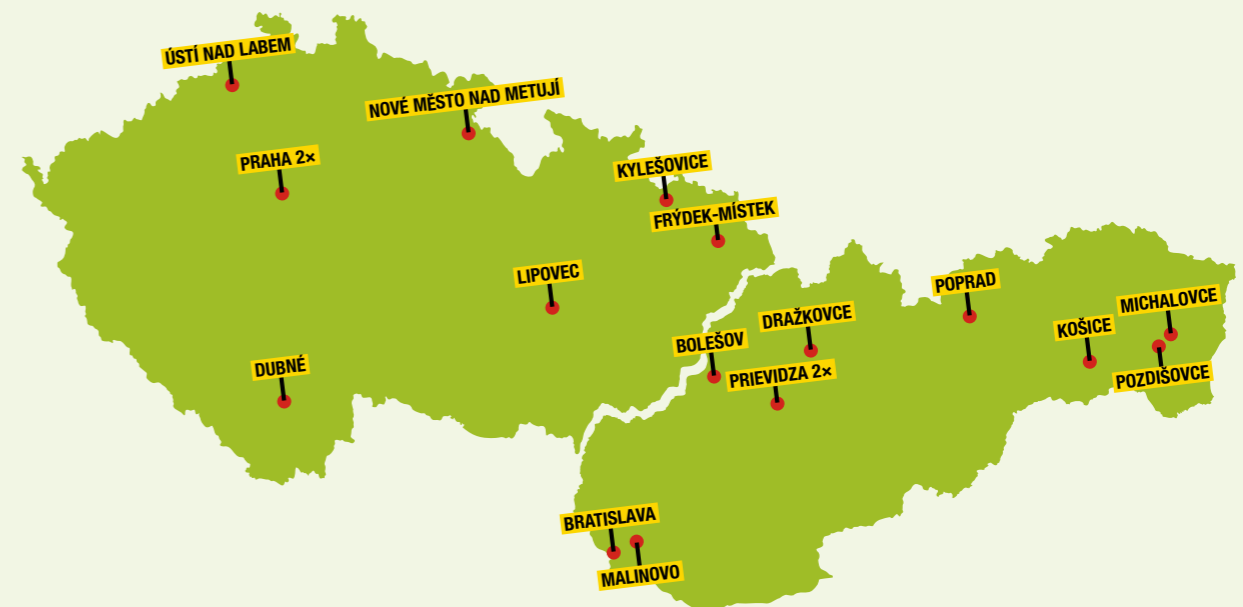 ÚSTÍ NAD LABEM
NOVÉ MĚSTO NAD METUJÍ
PRAHA 2×
KYLEŠOVICE
FRÝDEK-MÍSTEK
LIPOVEC
DUBNÉ
POPRAD
MICHALOVCE
DRAŽKOVCE
KOŠICE
BOLEŠOV
PRIEVIDZA 2×
POZDIŠOVCE
BRATISLAVA
MALINOVO